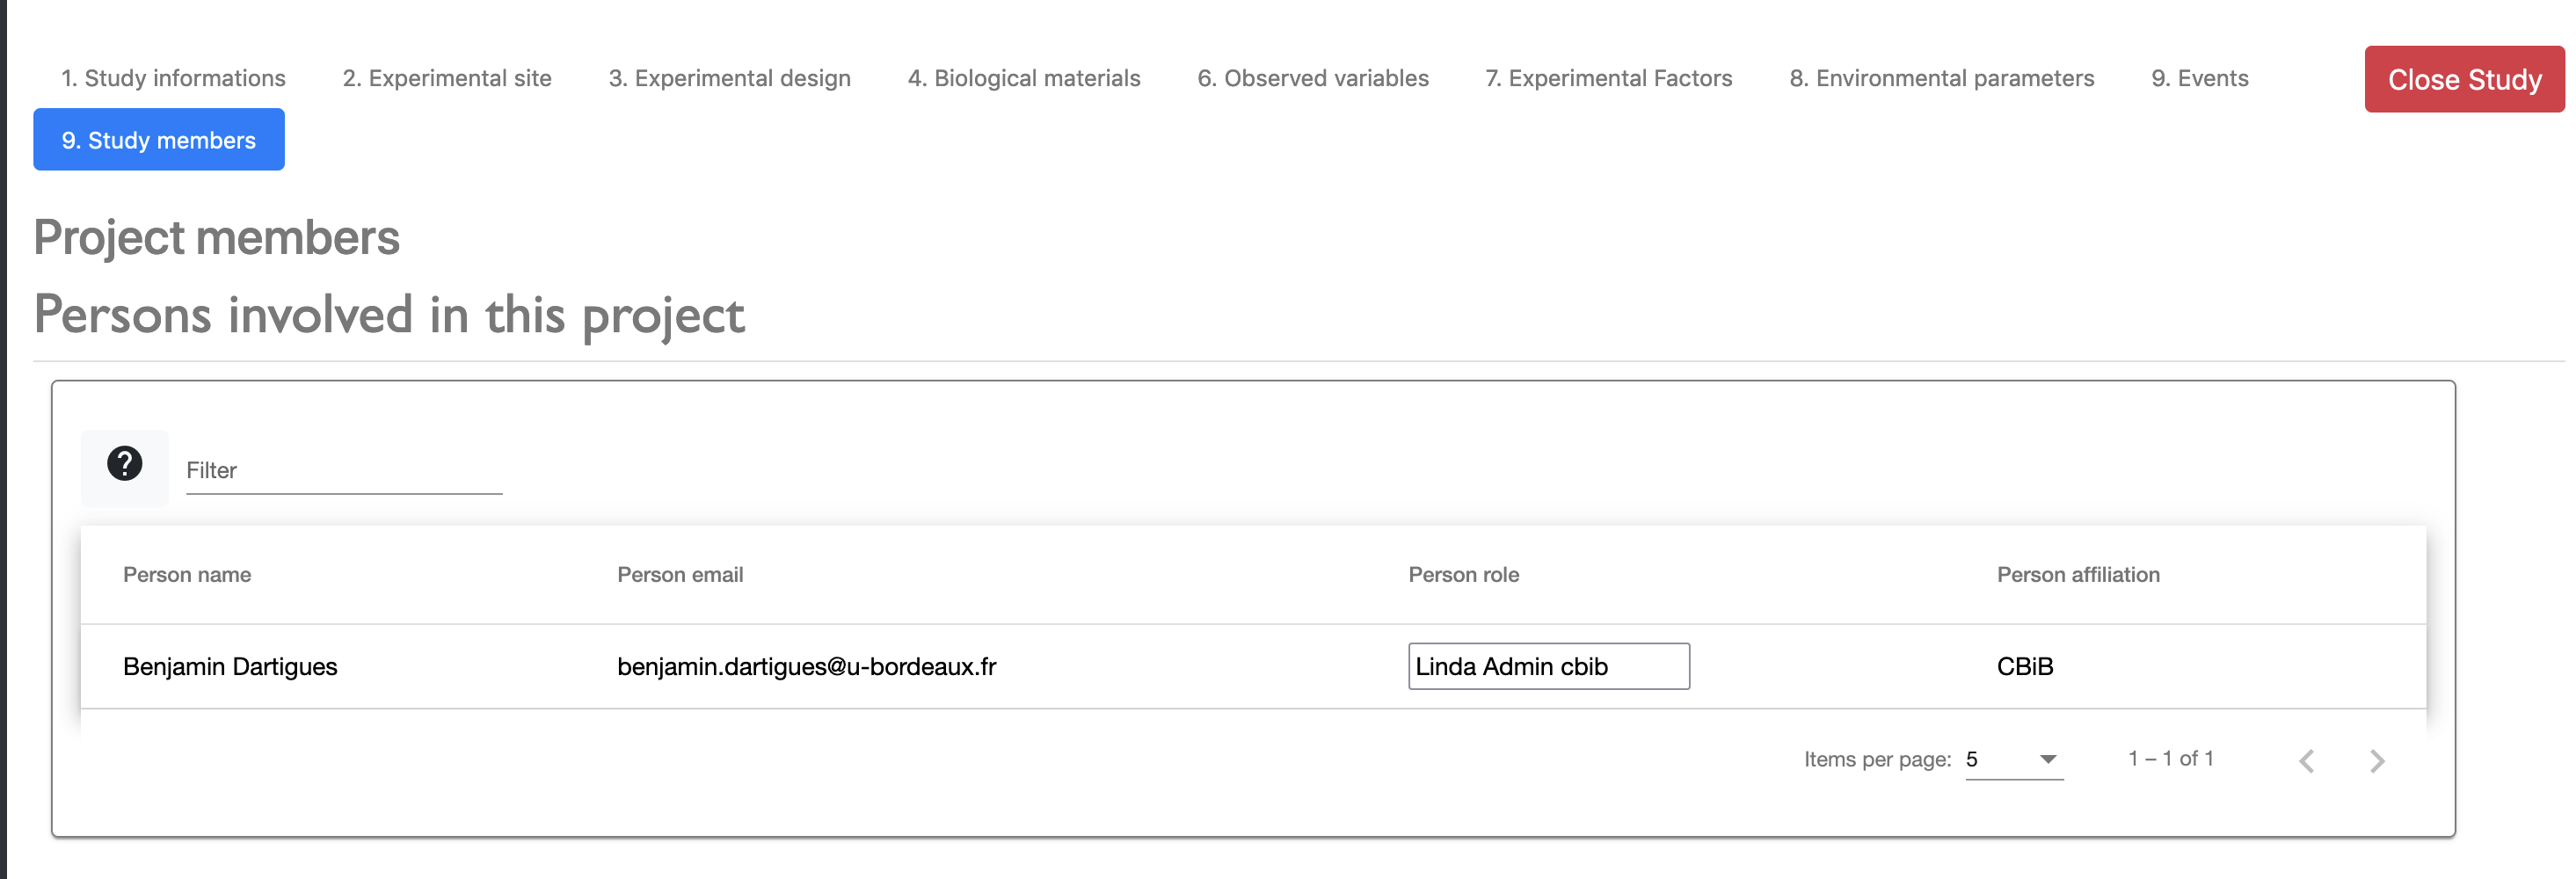 1. Study informations 2. Experimental site 3. Experimental design 4. Biological materials 6. Observed variables 7. Experimental Factors 8. Environmental parameters 9. Events Close Study
9. Study members
Project members
Persons involved in this project
? Filter
Person name Person email Person role Person affiliation
Benjamin Dartigues benjamin.dartigues@u-bordeaux.fr Linda Admin cbib CBiB
Items per page: 5 1 – 1 of 1